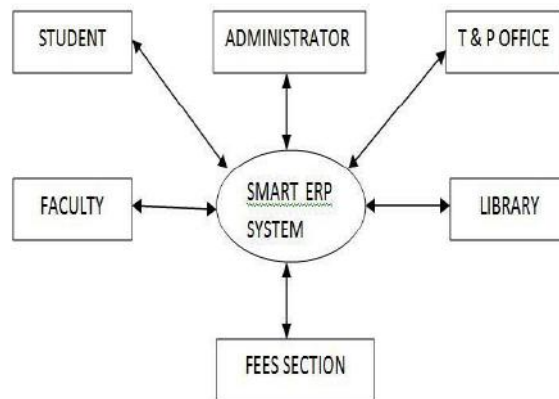 STUDENT
ADMINISTRATOR
T & P OFFICE
FACULTY
SMART ERP
SYSTEM
LIBRARY
FEES SECTION